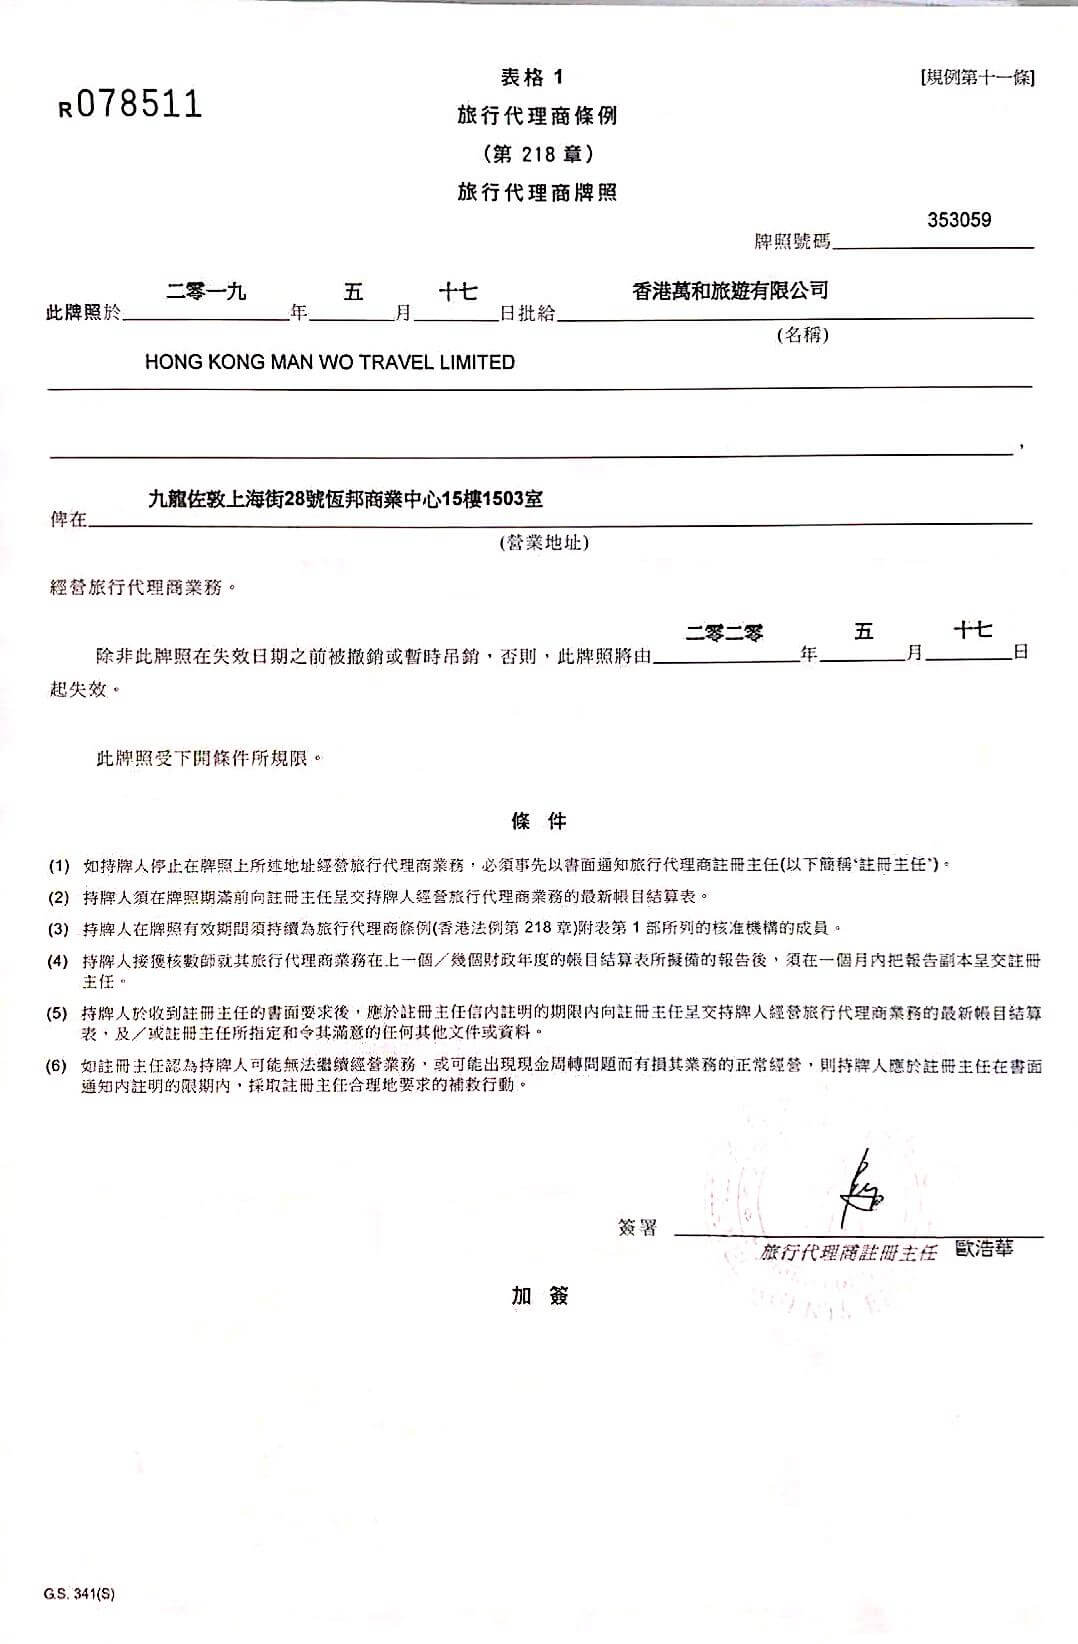 表格 1
[規例第十一條]
R078511
旅行代理商條例
(第 218 章)
旅行代理商牌照
353059
牌照號碼
二零一九 五 十七 香港萬和旅遊有限公司
此牌照於 年 月 日批給
(名稱)
HONG KONG MAN WO TRAVEL LIMITED
,
九龍佐敦上海街28號恆邦商業中心15樓1503室
俾在
(營業地址)
經營旅行代理商業務。
二零二零 五 十七
除非此牌照在失效日期之前被撤銷或暫時吊銷，否則，此牌照將由 年 月 日
起失效。
此牌照受下開條件所規限。
條 件
(1) 如持牌人停止在牌照上所述地址經營旅行代理商業務，必須事先以書面通知旅行代理商註冊主任(以下簡稱“註冊主任”)。
(2) 持牌人須在牌照期滿前向註冊主任呈交持牌人經營旅行代理商業務的最新帳目結算表。
(3) 持牌人在牌照有效期間須持續為旅行代理商條例(香港法例第 218 章)附表第 1 部所列的核准機構的成員。
(4) 持牌人接獲核數師就其旅行代理商業務在上一個／幾個財政年度的帳目結算表所擬備的報告後，須在一個月內把報告副本呈交註冊
主任。
(5) 持牌人於收到註冊主任的書面要求後，應於註冊主任信內註明的期限內向註冊主任呈交持牌人經營旅行代理商業務的最新帳目結算
表，及／或註冊主任所指定和令其滿意的任何其他文件或資料。
(6) 如註冊主任認為持牌人可能無法繼續經營業務，或可能出現現金周轉問題而有損其業務的正常經營，則持牌人應於註冊主任在書面
通知內註明的限期內，採取註冊主任合理地要求的補救行動。
簽署
旅行代理商註冊主任 歐浩華
加 簽
G.S. 341(S)